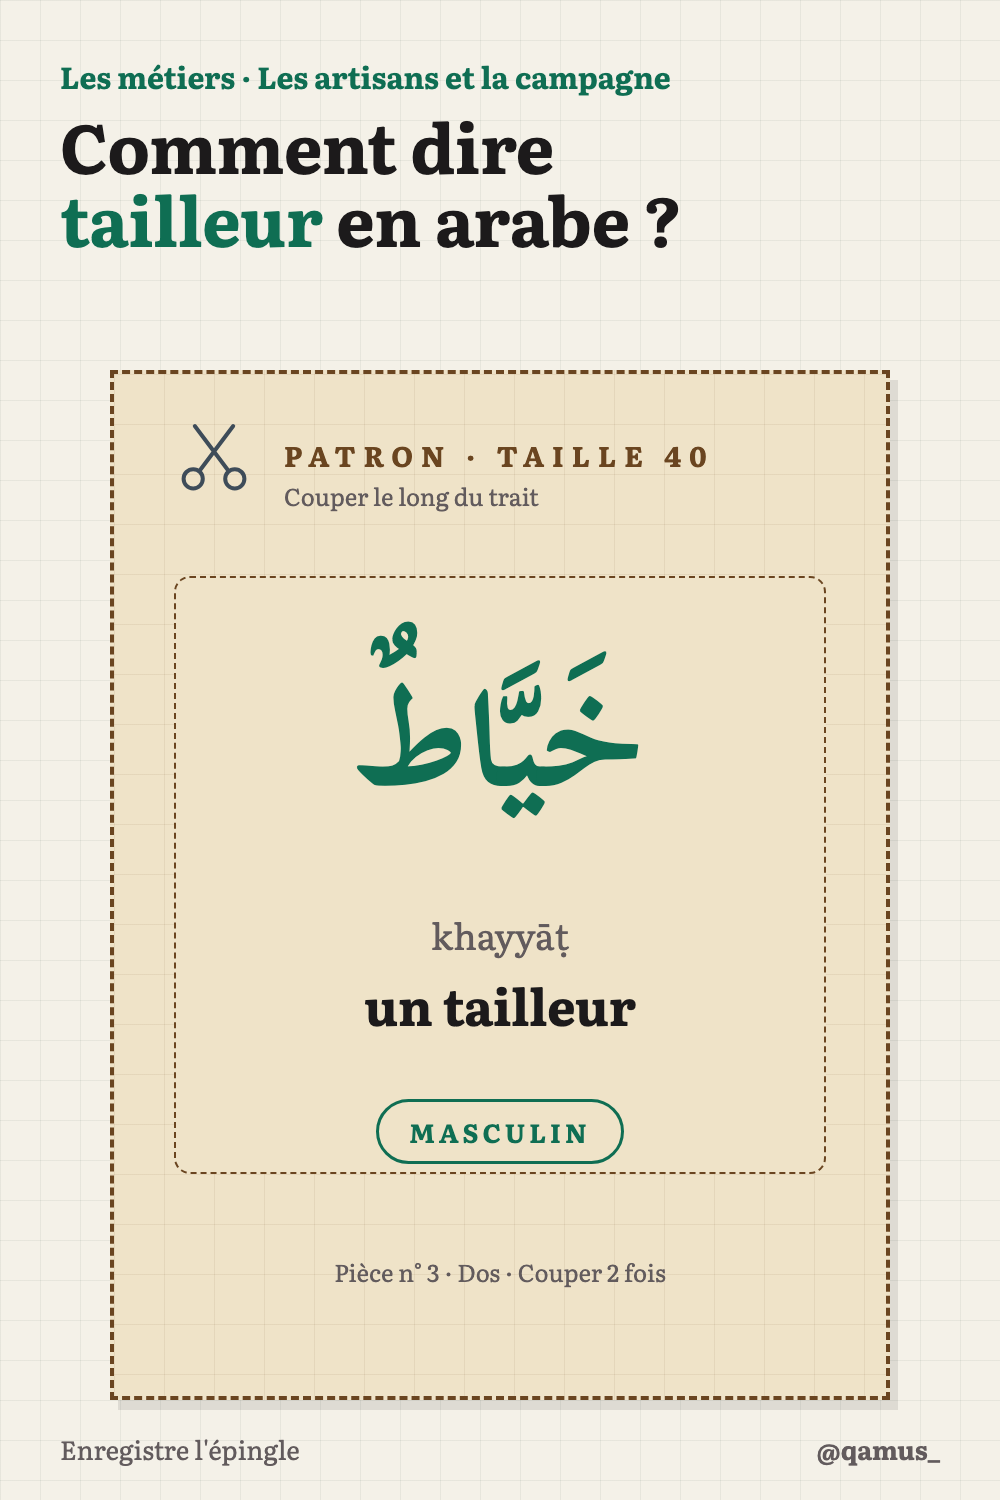 Les métiers · Les artisans et la campagne
Comment dire
tailleur en arabe ?
PATRON · TAILLE 40
Couper le long du trait
خَيَّاطٌ
khayyāṭ
un tailleur
MASCULIN
Pièce n° 3 · Dos · Couper 2 fois
Enregistre l'épingle
@qamus_